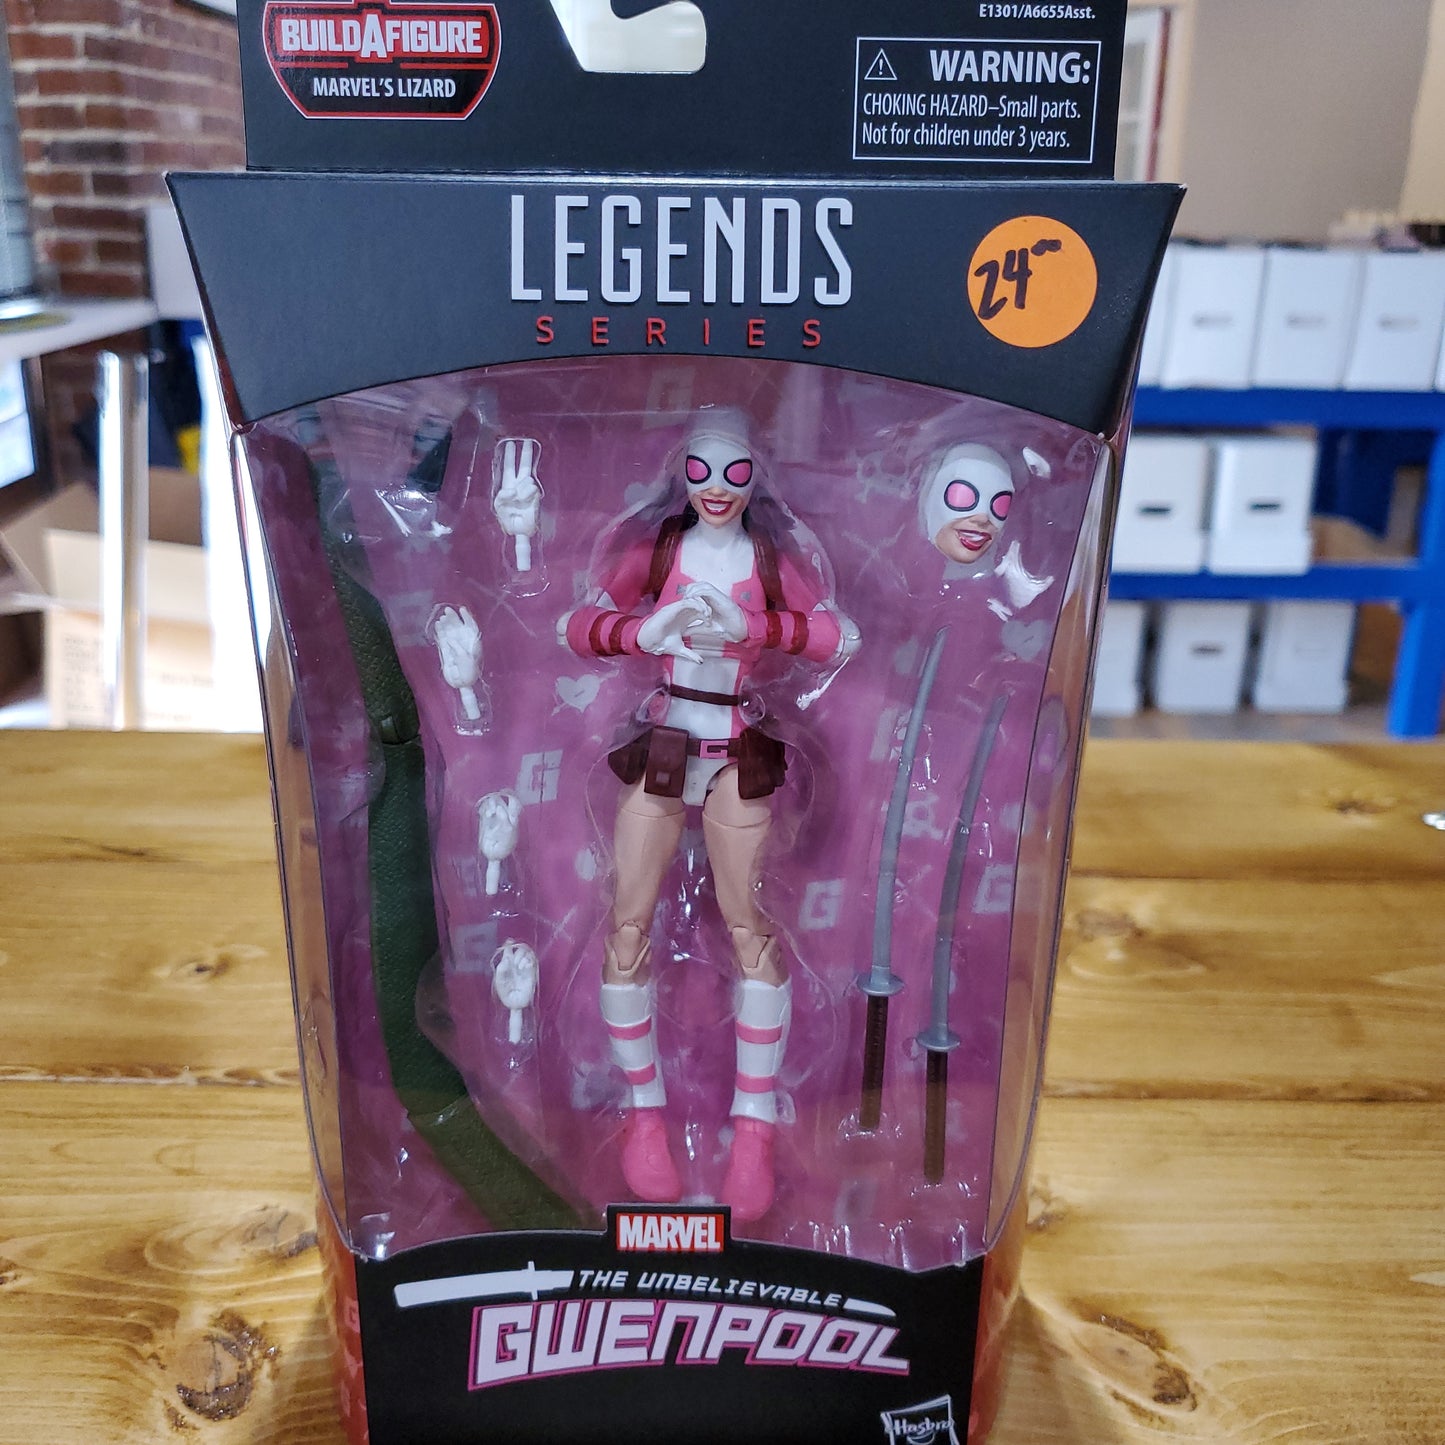 BUILDAFIGURE
MARVEL'S LIZARD
E1301/A6655Asst.
WARNING:
CHOKING HAZARD–Small parts.
Not for children under 3 years.
LEGENDS
SERIES
24⁰⁰
G
G
G
G
MARVEL
THE UNBELIEVABLE
GWENPOOL
Hasbro